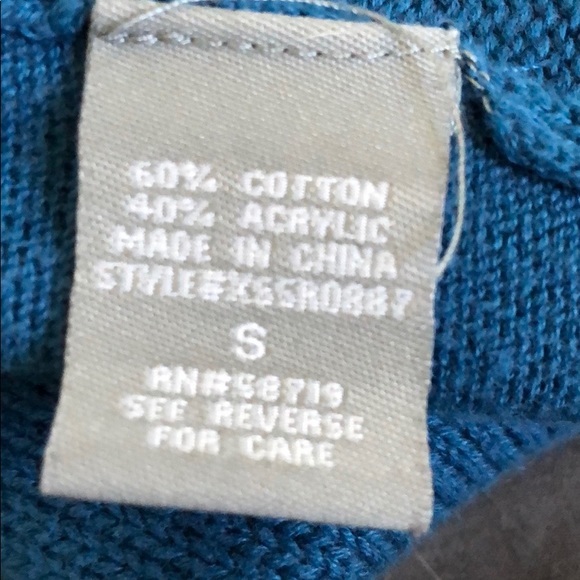 60% COTTON
40% ACRYLIC
MADE IN CHINA
S
RN#58719
SEE REVERSE
FOR CARE